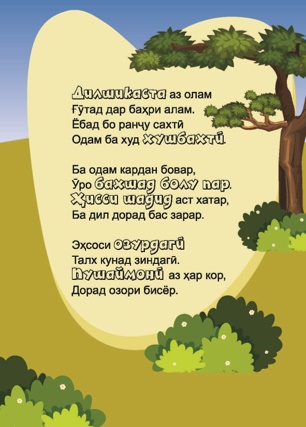 Дилшикаста аз олам
Ғӯтад дар баҳри алам.
Ёбад бо ранҷу сахтӣ
Одам ба худ хушбахтӣ.
Ба одам кардан бовар,
Ӯро бахшад болу пар.
Ҳисси шадид аст хатар,
Ба дил дорад бас зарар.
Эҳсоси озурдагӣ
Талх кунад зиндагӣ.
Пушаймонӣ аз ҳар кор,
Дорад озори бисёр.